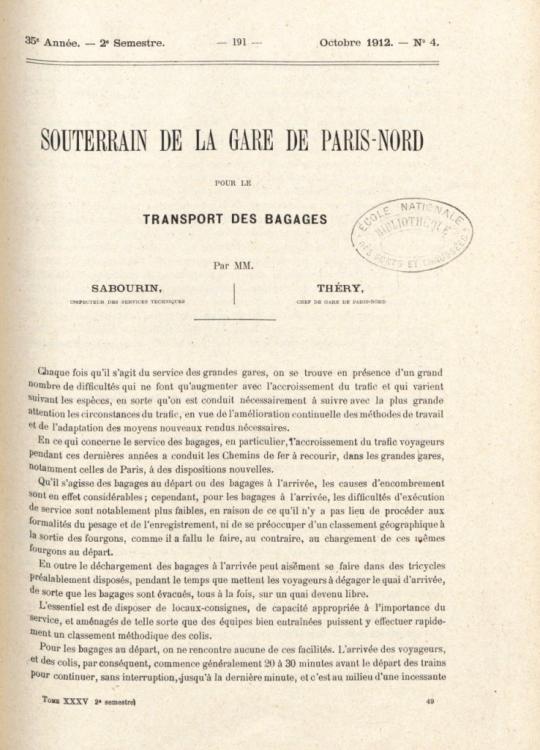 35e Année. — 2e Semestre. — 191 — Octobre 1912. — N° 4.
SOUTERRAIN DE LA GARE DE PARIS-NORD
POUR LE
TRANSPORT DES BAGAGES
ÉCOLE NATIONALE
BIBLIOTHÈQUE
DES PONTS ET CHAUSSÉES
Par MM.
SABOURIN, THÉRY,
INSPECTEUR DES SERVICES TECHNIQUES CHEF DE GARE DE PARIS-NORD
Chaque fois qu'il s'agit du service des grandes gares, on se trouve en présence d'un grand
nombre de difficultés qui ne font qu'augmenter avec l'accroissement du trafic et qui varient
suivant les espèces, en sorte qu'on est conduit nécessairement à suivre avec la plus grande
attention les circonstances du trafic, en vue de l'amélioration continuelle des méthodes de travail
et de l'adaptation des moyens nouveaux rendus nécessaires.
En ce qui concerne le service des bagages, en particulier, l'accroissement du trafic voyageurs
pendant ces dernières années a conduit les Chemins de fer à recourir, dans les grandes gares,
notamment celles de Paris, à des dispositions nouvelles.
Qu'il s'agisse des bagages au départ ou des bagages à l'arrivée, les causes d'encombrement
sont en effet considérables ; cependant, pour les bagages à l'arrivée, les difficultés d'exécution
de service sont notablement plus faibles, en raison de ce qu'il n'y a pas lieu de procéder aux
formalités du pesage et de l'enregistrement, ni de se préoccuper d'un classement géographique à
la sortie des fourgons, comme il a fallu le faire, au contraire, au chargement de ces mêmes
fourgons au départ.
En outre le déchargement des bagages à l'arrivée peut aisément se faire dans des tricycles
préalablement disposés, pendant le temps que mettent les voyageurs à dégager le quai d'arrivée,
de sorte que les bagages sont évacués, tous à la fois, sur un quai devenu libre.
L'essentiel est de disposer de locaux-consignes, de capacité appropriée à l'importance du
service, et aménagés de telle sorte que des équipes bien entraînées puissent y effectuer rapide-
ment un classement méthodique des colis.
Pour les bagages au départ, on ne rencontre aucune de ces facilités. L'arrivée des voyageurs,
et des colis, par conséquent, commence généralement 20 à 30 minutes avant le départ des trains
pour continuer, sans interruption, jusqu'à la dernière minute, et c'est au milieu d'une incessante
TOME XXXV 2e semestre) 49